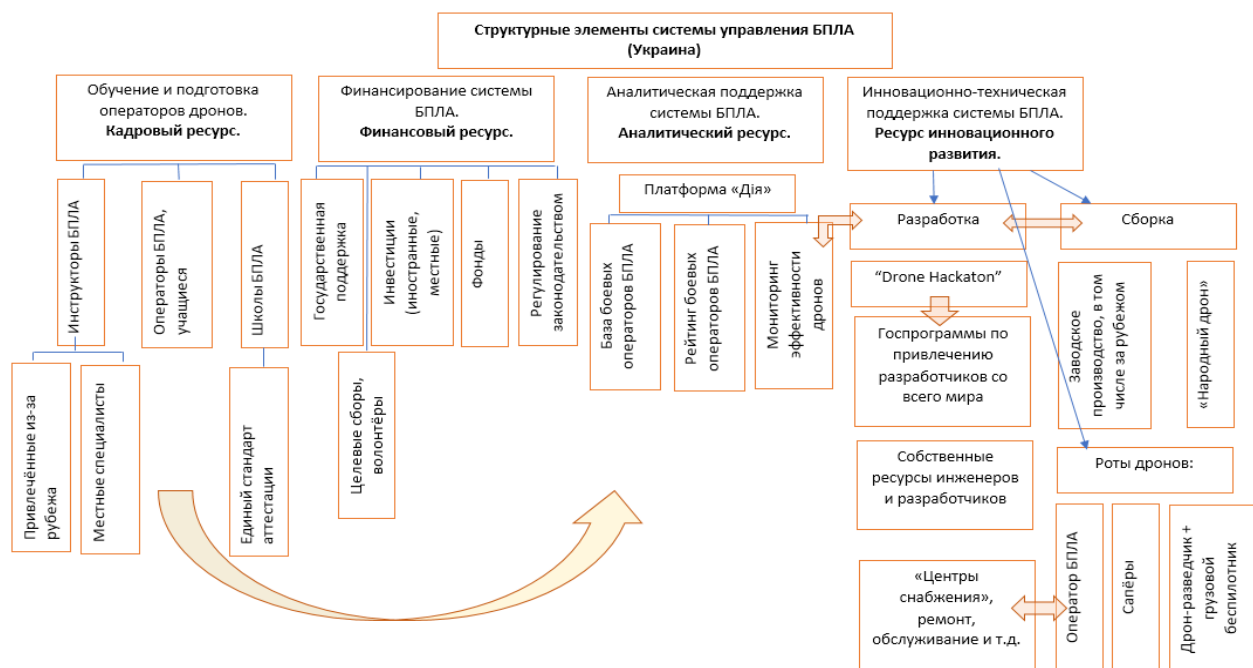 Структурные элементы системы управления БПЛА
(Украина)
Обучение и подготовка
операторов дронов.
Кадровый ресурс.
Финансирование системы
БПЛА.
Финансовый ресурс.
Аналитическая поддержка
системы БПЛА.
Аналитический ресурс.
Инновационно-техническая
поддержка системы БПЛА.
Ресурс инновационного
развития.
Инструкторы БПЛА
Операторы БПЛА,
учащиеся
Школы БПЛА
Привлечённые из-за
рубежа
Местные специалисты
Единый стандарт
аттестации
Государственная
поддержка
Инвестиции
(иностранные,
местные)
Фонды
Регулирование
законодательством
Целевые сборы,
волонтёры
Платформа «Дія»
База боевых
операторов БПЛА
Рейтинг боевых
операторов БПЛА
Мониторинг
эффективности
дронов
Разработка
Сборка
“Drone Hackaton”
Госпрограммы по
привлечению
разработчиков со
всего мира
Собственные
ресурсы инженеров
и разработчиков
Заводское
производство, в том
числе за рубежом
«Народный дрон»
Роты дронов:
«Центры
снабжения»,
ремонт,
обслуживание и т.д.
Оператор БПЛА
Сапёры
Дрон-разведчик +
грузовой
беспилотник